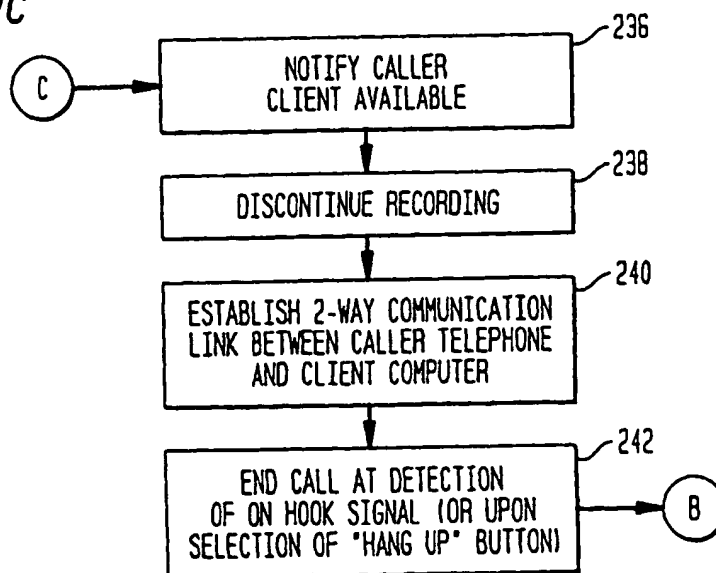 C
236
NOTIFY CALLER
CLIENT AVAILABLE
C
238
DISCONTINUE RECORDING
240
ESTABLISH 2-WAY COMMUNICATION
LINK BETWEEN CALLER TELEPHONE
AND CLIENT COMPUTER
242
END CALL AT DETECTION
OF ON HOOK SIGNAL (OR UPON
SELECTION OF "HANG UP" BUTTON)
B